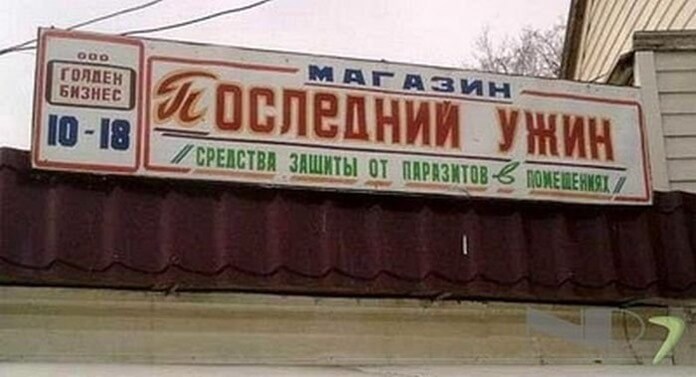 ООО
ГОЛДЕН
БИЗНЕС
10-18
МАГАЗИН
ПОСЛЕДНИЙ УЖИН
// СРЕДСТВА ЗАЩИТЫ ОТ ПАРАЗИТОВ в ПОМЕЩЕНИЯХ //